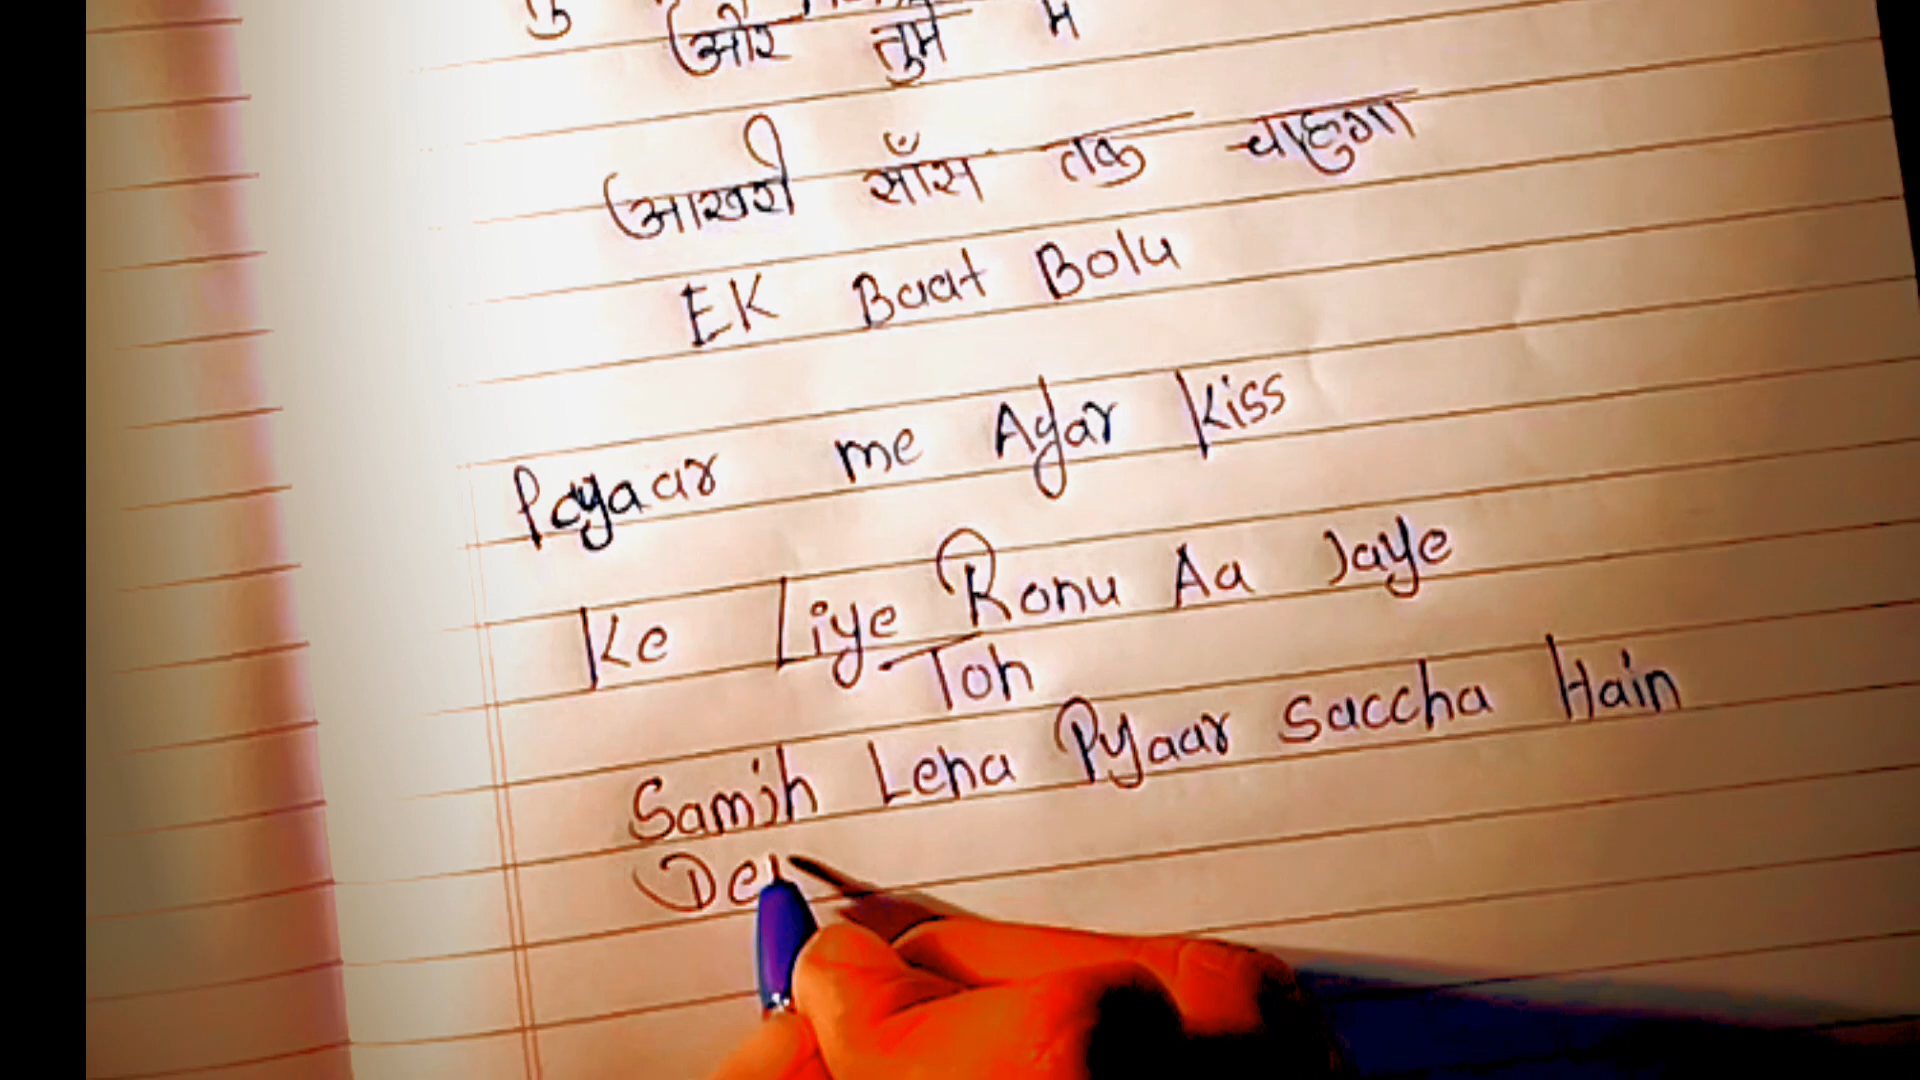 और तुम्हे मैं
आखरी साँस तक चाहुगा
EK Baat Bolu
Payaar me Agar Kiss
Ke Liye Ronu Aa Jaye
Toh
Samjh Lena Pyaar Saccha Hain